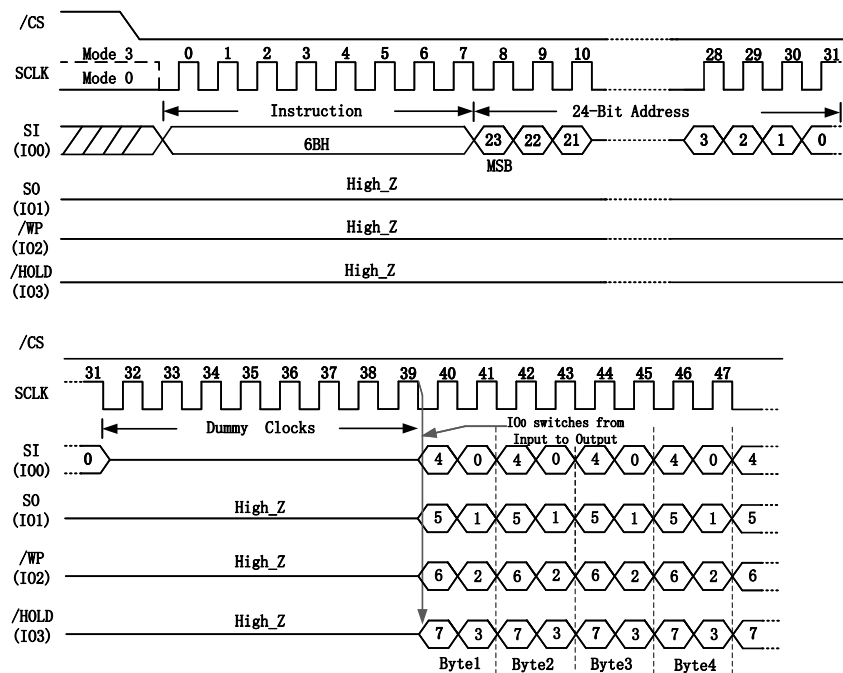 /CS
Mode 3 0 1 2 3 4 5 6 7 8 9 10 28 29 30 31
SCLK
Mode 0
Instruction 24-Bit Address
SI
(IO0)
6BH 23 22 21 3 2 1 0
MSB
SO
(IO1)
High_Z
/WP
(IO2)
High_Z
/HOLD
(IO3)
High_Z
/CS
31 32 33 34 35 36 37 38 39 40 41 42 43 44 45 46 47
SCLK
Dummy Clocks
IO0 switches from
Input to Output
SI
(IO0)
0 4 0 4 0 4 0 4 0 4
SO
(IO1)
High_Z 5 1 5 1 5 1 5 1 5
/WP
(IO2)
High_Z 6 2 6 2 6 2 6 2 6
/HOLD
(IO3)
High_Z 7 3 7 3 7 3 7 3 7
Byte1 Byte2 Byte3 Byte4